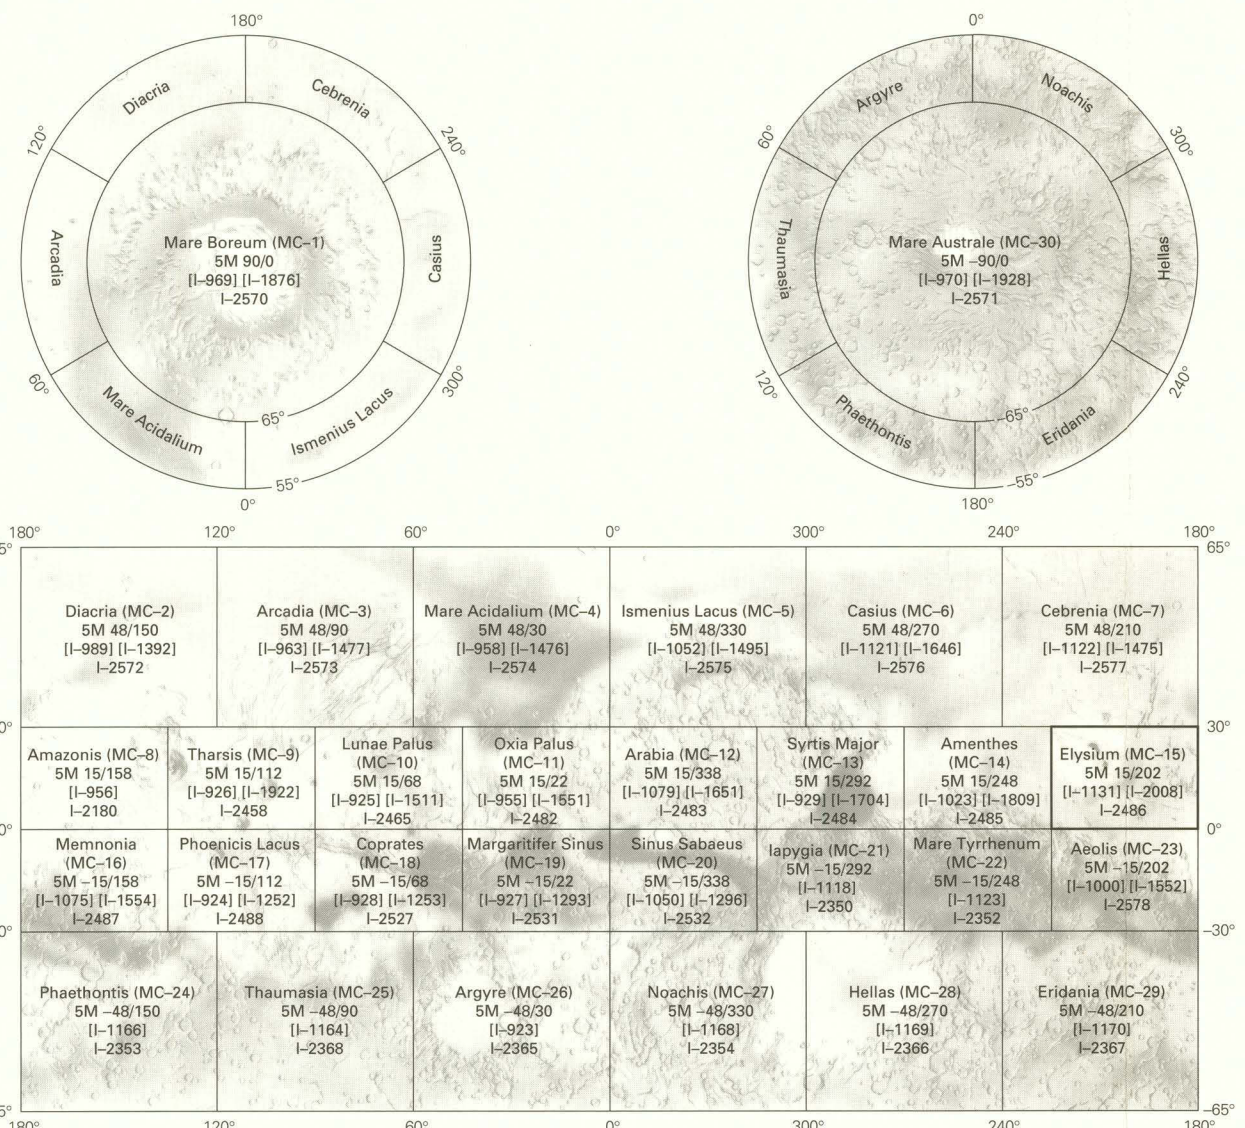 180°
Diacria
Cebrenia
120°
240°
Arcadia
Casius
Mare Boreum (MC–1)
5M 90/0
[I–969] [I–1876]
I–2570
60°
300°
Mare Acidalium
Ismenius Lacus
65°
55°
0°
0°
Argyre
Noachis
60°
300°
Thaumasia
Hellas
Mare Australe (MC–30)
5M –90/0
[I–970] [I–1928]
I–2571
120°
240°
Phaethontis
Eridania
–65°
–55°
180°
180° 120° 60° 0° 300° 240° 180°
5° 65°
Diacria (MC–2)
5M 48/150
[I–989] [I–1392]
I–2572
Arcadia (MC–3)
5M 48/90
[I–963] [I–1477]
I–2573
Mare Acidalium (MC–4)
5M 48/30
[I–958] [I–1476]
I–2574
Ismenius Lacus (MC–5)
5M 48/330
[I–1052] [I–1495]
I–2575
Casius (MC–6)
5M 48/270
[I–1121] [I–1646]
I–2576
Cebrenia (MC–7)
5M 48/210
[I–1122] [I–1475]
I–2577
0° 30°
Amazonis (MC–8)
5M 15/158
[I–956]
I–2180
Tharsis (MC–9)
5M 15/112
[I–926] [I–1922]
I–2458
Lunae Palus
(MC–10)
5M 15/68
[I–925] [I–1511]
I–2465
Oxia Palus
(MC–11)
5M 15/22
[I–955] [I–1551]
I–2482
Arabia (MC–12)
5M 15/338
[I–1079] [I–1651]
I–2483
Syrtis Major
(MC–13)
5M 15/292
[I–929] [I–1704]
I–2484
Amenthes
(MC–14)
5M 15/248
[I–1023] [I–1809]
I–2485
Elysium (MC–15)
5M 15/202
[I–1131] [I–2008]
I–2486
0° 0°
Memnonia
(MC–16)
5M –15/158
[I–1075] [I–1554]
I–2487
Phoenicis Lacus
(MC–17)
5M –15/112
[I–924] [I–1252]
I–2488
Coprates
(MC–18)
5M –15/68
[I–928] [I–1253]
I–2527
Margaritifer Sinus
(MC–19)
5M –15/22
[I–927] [I–1293]
I–2531
Sinus Sabaeus
(MC–20)
5M –15/338
[I–1050] [I–1296]
I–2532
Iapygia (MC–21)
5M –15/292
[I–1118]
I–2350
Mare Tyrrhenum
(MC–22)
5M –15/248
[I–1123]
I–2352
Aeolis (MC–23)
5M –15/202
[I–1000] [I–1552]
I–2578
0° –30°
Phaethontis (MC–24)
5M –48/150
[I–1166]
I–2353
Thaumasia (MC–25)
5M –48/90
[I–1164]
I–2368
Argyre (MC–26)
5M –48/30
[I–923]
I–2365
Noachis (MC–27)
5M –48/330
[I–1168]
I–2354
Hellas (MC–28)
5M –48/270
[I–1169]
I–2366
Eridania (MC–29)
5M –48/210
[I–1170]
I–2367
5° –65°
180° 120° 60° 0° 300° 240° 180°